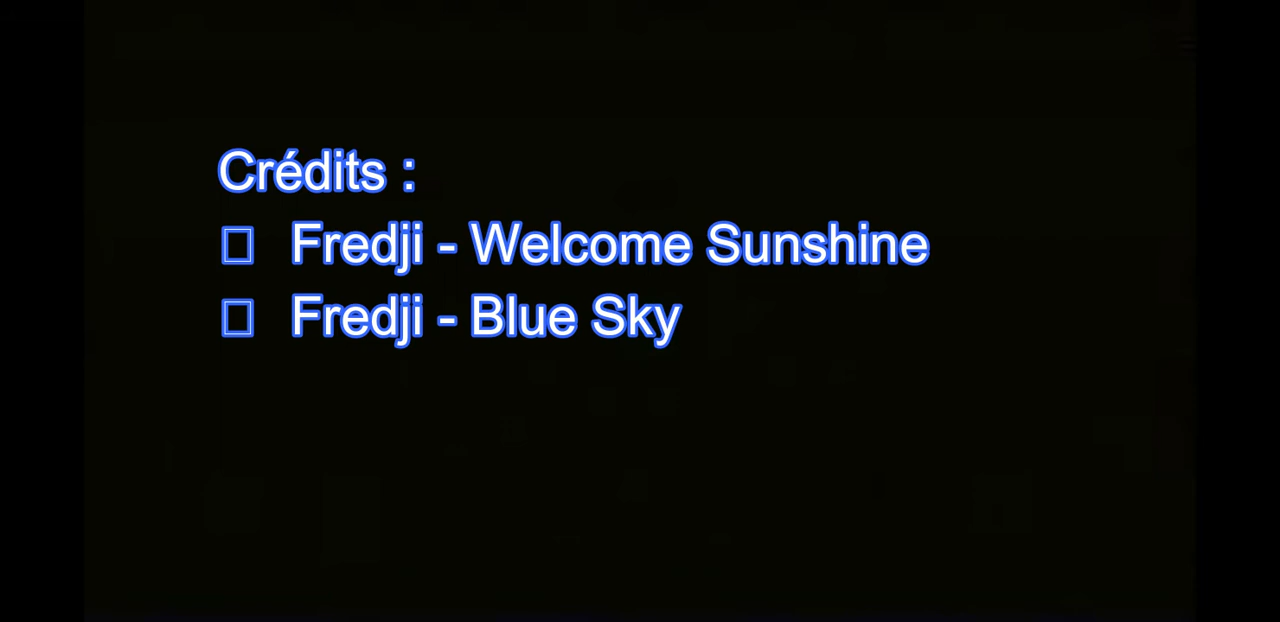 Crédits :
□ Fredji - Welcome Sunshine
□ Fredji - Blue Sky